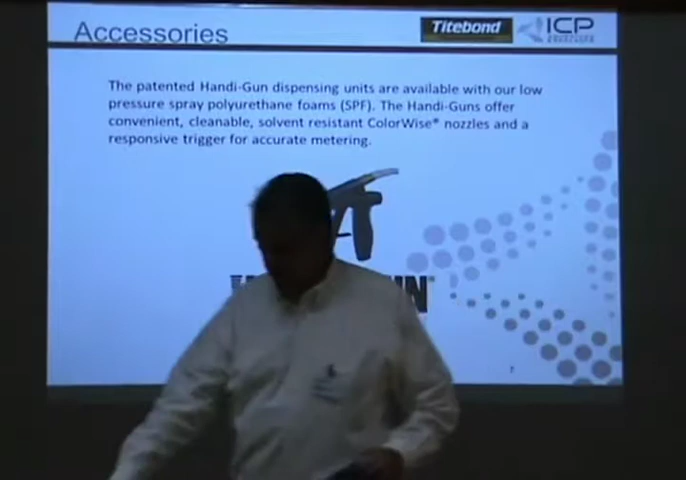 Accessories
Titebond
ICP
The patented Handi-Gun dispensing units are available with our low
pressure spray polyurethane foams (SPF). The Handi-Guns offer
convenient, cleanable, solvent resistant ColorWise® nozzles and a
responsive trigger for accurate metering.